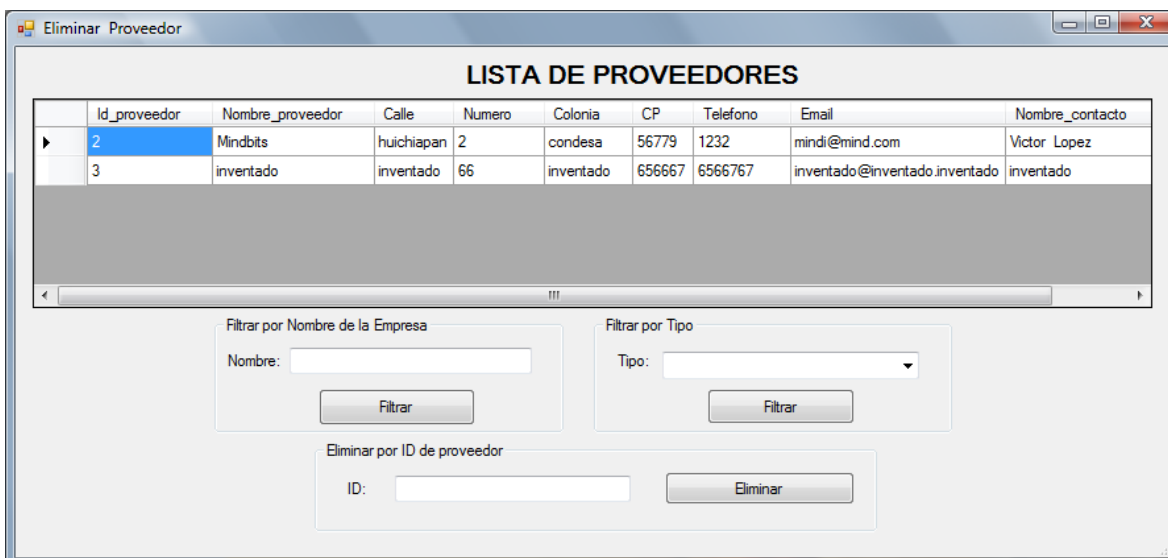 Eliminar Proveedor
LISTA DE PROVEEDORES
Id_proveedor Nombre_proveedor Calle Numero Colonia CP Telefono Email Nombre_contacto
2 Mindbits huichiapan 2 condesa 56779 1232 mindi@mind.com Victor Lopez
3 inventado inventado 66 inventado 656667 6566767 inventado@inventado.inventado inventado
Filtrar por Nombre de la Empresa
Nombre:
Filtrar
Filtrar por Tipo
Tipo:
Filtrar
Eliminar por ID de proveedor
ID:
Eliminar